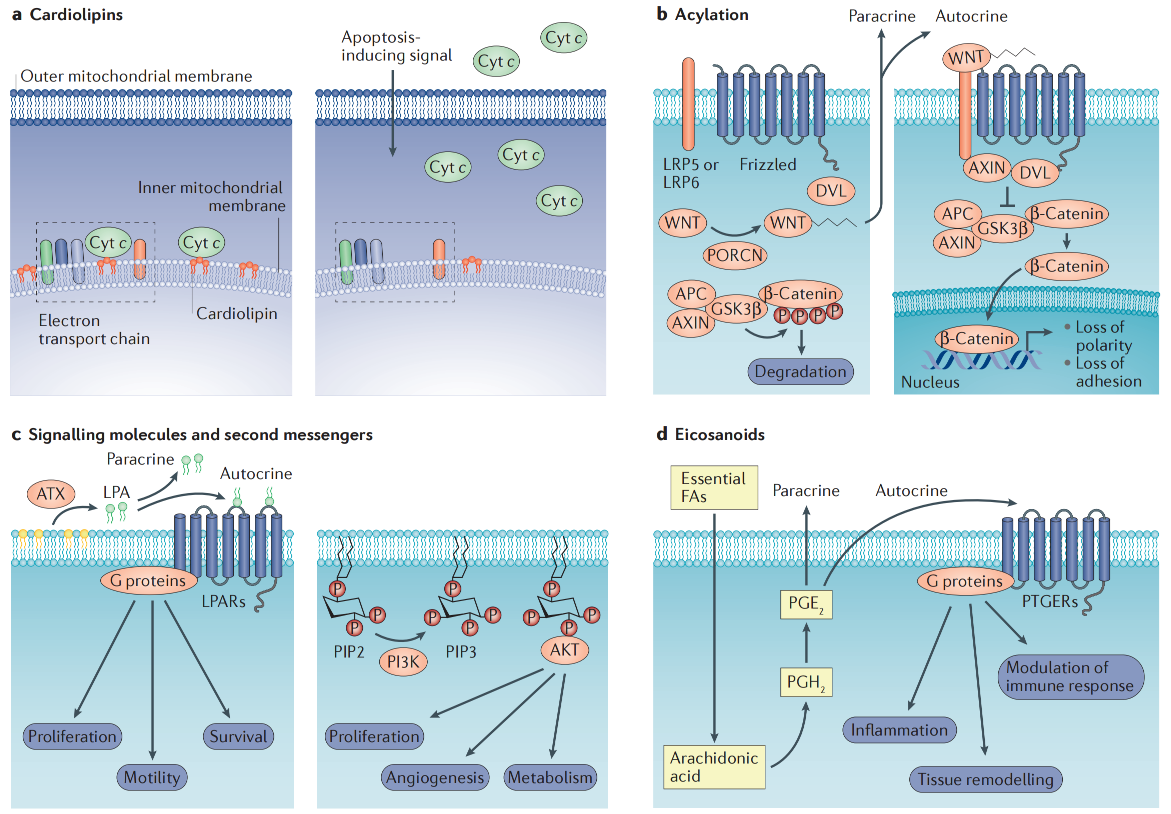 a Cardiolipins
Outer mitochondrial membrane
Inner mitochondrial
membrane
Cyt c
Cyt c
Cardiolipin
Electron
transport chain
Apoptosis-
inducing signal
Cyt c
Cyt c
Cyt c
Cyt c
Cyt c
b Acylation
Paracrine
Autocrine
LRP5 or
LRP6
Frizzled
DVL
WNT
WNT
PORCN
APC
AXIN
GSK3β
β-Catenin
P P P P
Degradation
WNT
AXIN
DVL
APC
AXIN
GSK3β
β-Catenin
β-Catenin
β-Catenin
Nucleus
• Loss of
polarity
• Loss of
adhesion
c Signalling molecules and second messengers
Paracrine
Autocrine
ATX
LPA
G proteins
LPARs
Proliferation
Motility
Survival
P
P
P
PIP2
PI3K
P
P
P
P
PIP3
P
P
P
P
AKT
Proliferation
Angiogenesis
Metabolism
d Eicosanoids
Essential
FAs
Paracrine
Autocrine
PGE2
PGH2
Arachidonic
acid
G proteins
PTGERs
Modulation of
immune response
Inflammation
Tissue remodelling